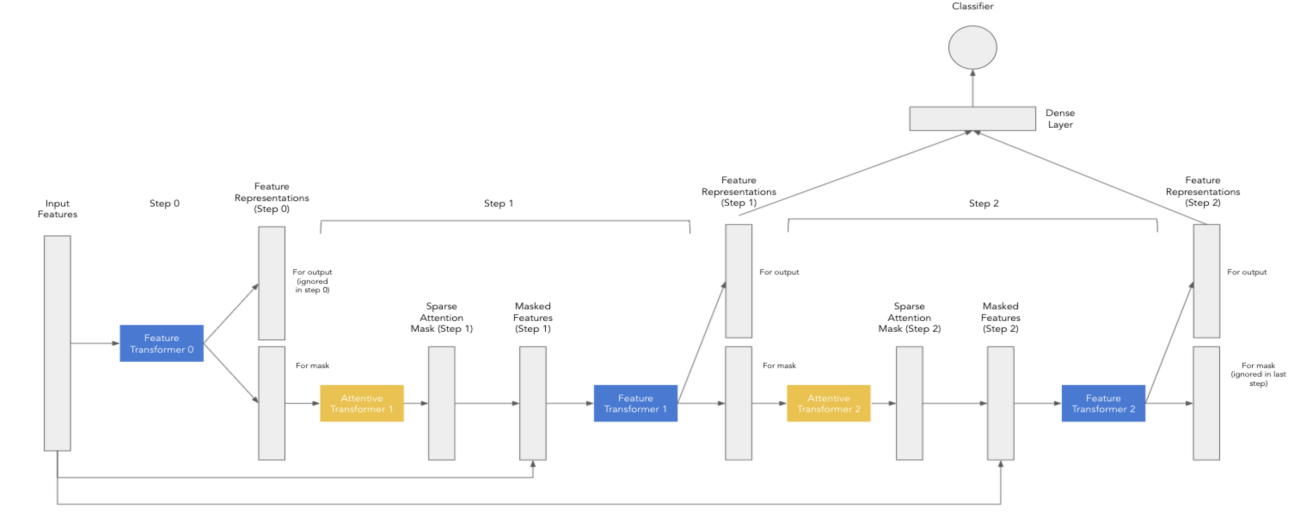 Classifier
Dense
Layer
Input
Features
Step 0
Feature
Representations
(Step 0)
Step 1
Feature
Representations
(Step 1)
Step 2
Feature
Representations
(Step 2)
For output
(ignored
in step 0)
For output
For output
Feature
Transformer 0
For mask
Attentive
Transformer 1
Sparse
Attention
Mask (Step 1)
Masked
Features
(Step 1)
Feature
Transformer 1
For mask
Attentive
Transformer 2
Sparse
Attention
Mask (Step 2)
Masked
Features
(Step 2)
Feature
Transformer 2
For mask
(ignored in last
step)